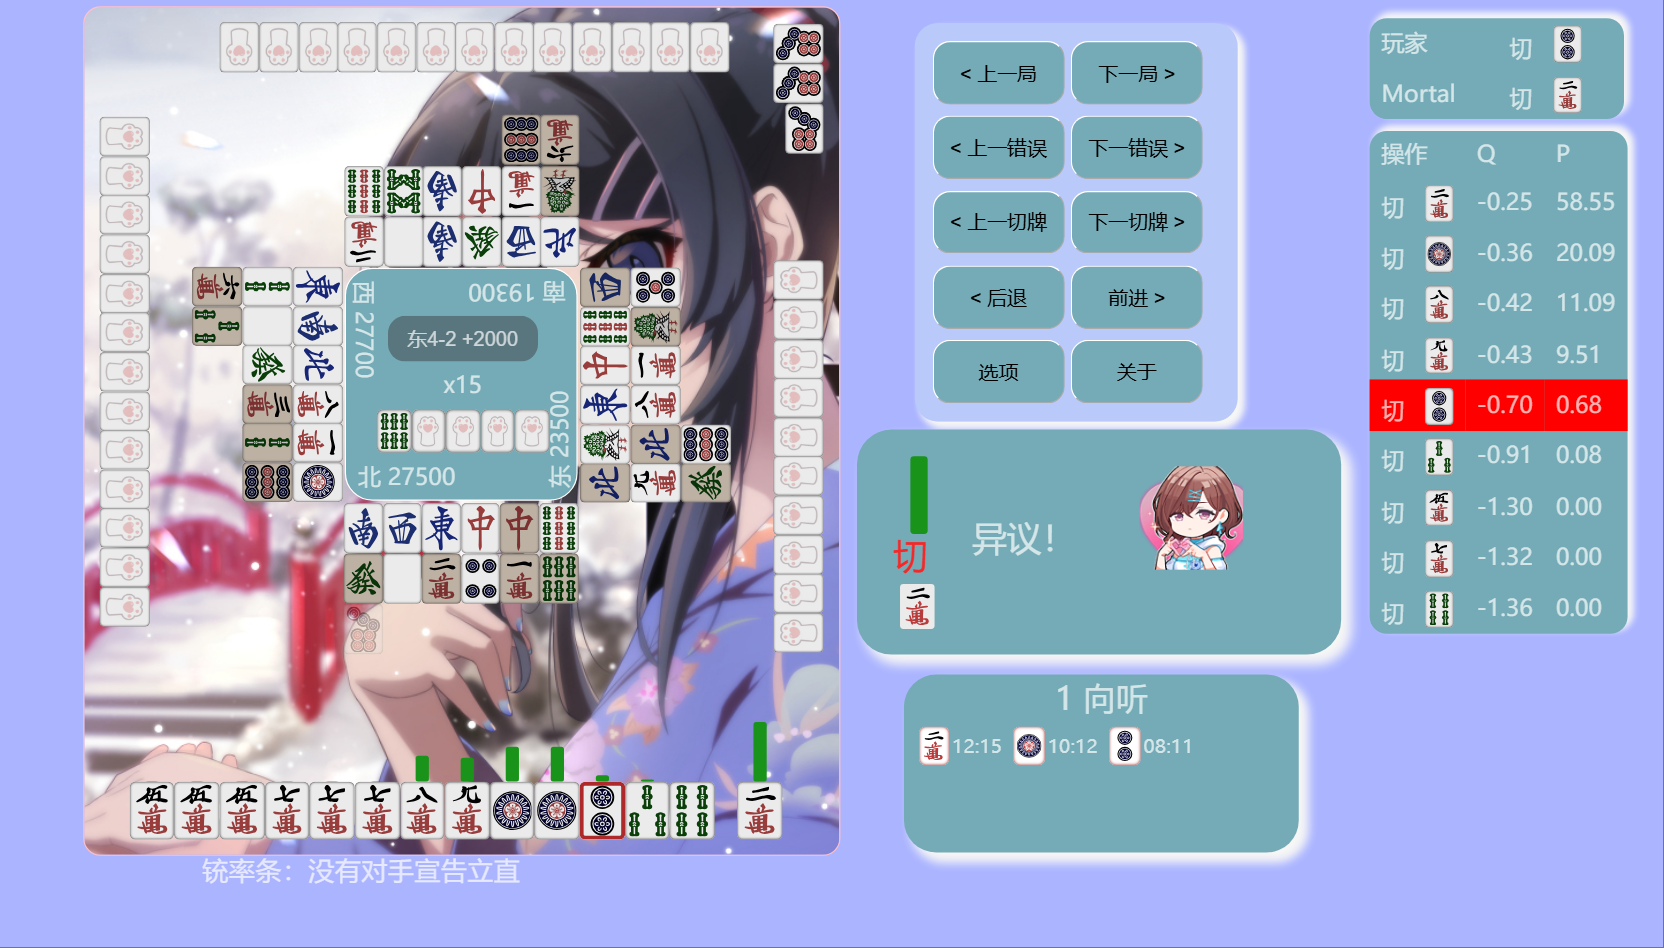 < 上一局
下一局 >
< 上一错误
下一错误 >
< 上一切牌
下一切牌 >
< 后退
前进 >
选项
关于
玩家 切
Mortal 切
操作 Q P
切 -0.25 58.55
切 -0.36 20.09
切 -0.42 11.09
切 -0.43 9.51
切 -0.70 0.68
切 -0.91 0.08
切 -1.30 0.00
切 -1.32 0.00
切 -1.36 0.00
南 19300
西 27700
东4-2 +2000
x15
东 23500
北 27500
切
异议！
1 向听
12:15 10:12 08:11
铳率条：没有对手宣告立直